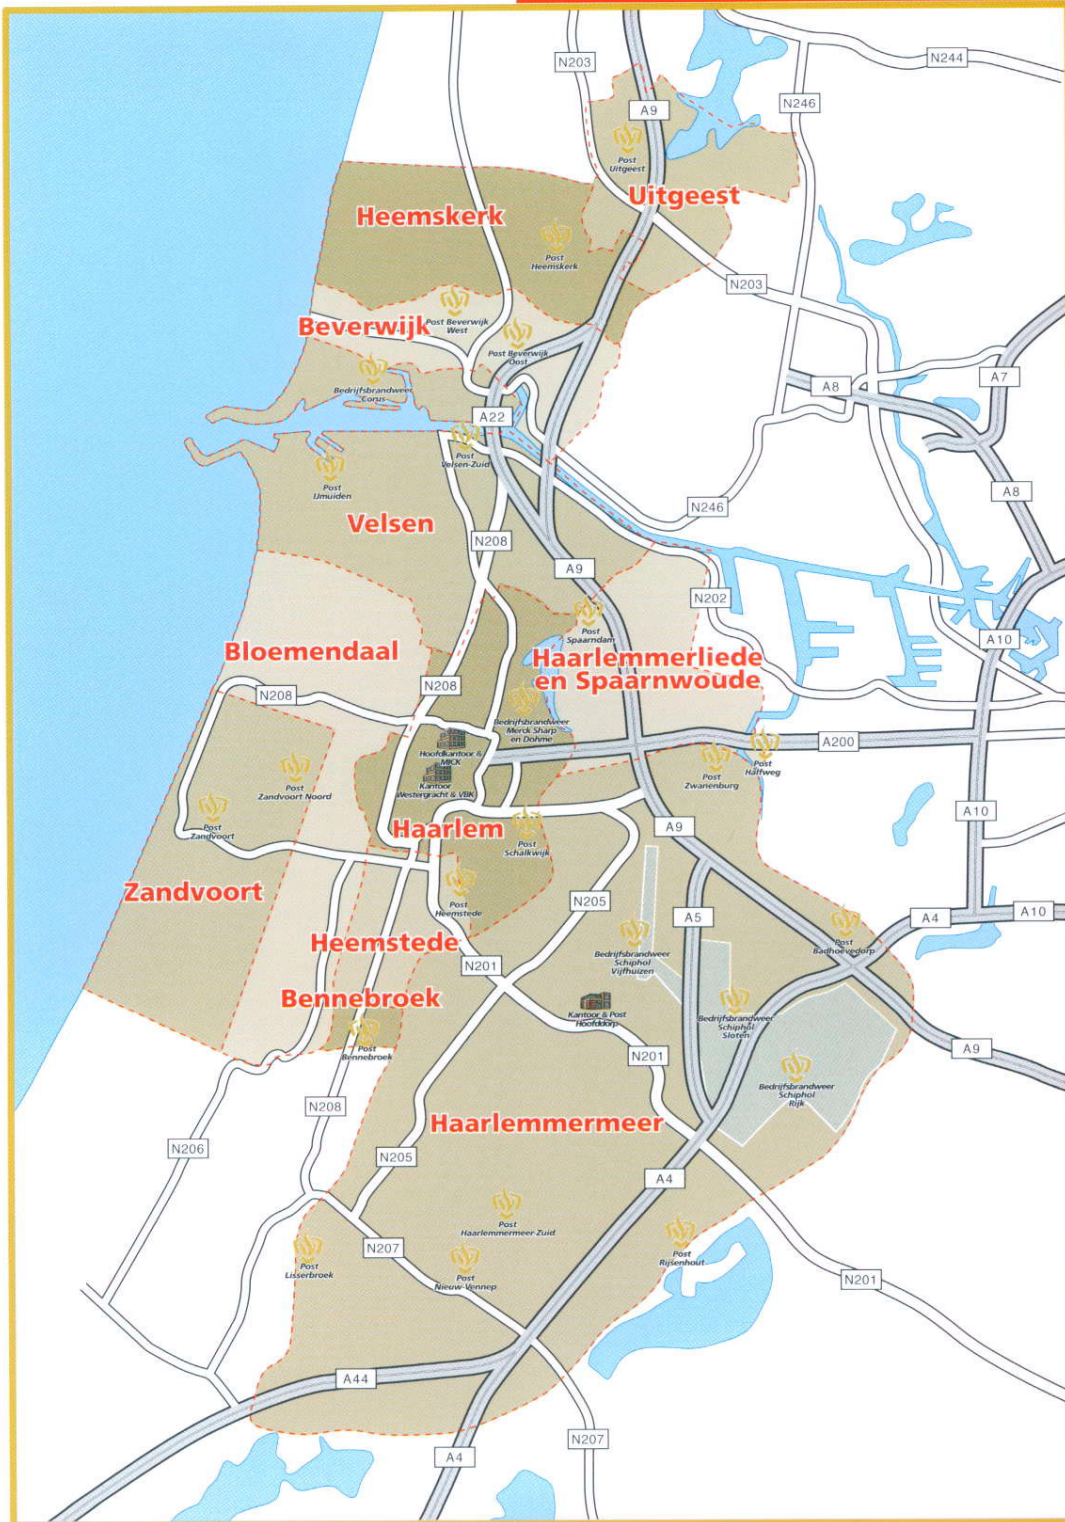 N203
N244
A9
N246
Post
Uitgeest
Uitgeest
Heemskerk
Post
Heemskerk
N203
Beverwijk
Post Beverwijk
West
Post Beverwijk
Oost
Bedrijfsbrandweer
Corus
A8
A7
A22
Post
Velsen-Zuid
Post
IJmuiden
A8
N246
Velsen
N208
A9
N202
Post
Spaarndam
A10
Bloemendaal
Haarlemmerliede
en Spaarnwoude
N208
N208
Bedrijfsbrandweer
Merck Sharp
en Dohme
A200
Hoofdkantoor &
MICK
Post
Halfweg
Post
Zwanenburg
Kantoor
Westergracht & VBK
Post
Zandvoort Noord
A10
Post
Zandvoort
Haarlem
A9
Post
Schalkwijk
Zandvoort
N205
Post
Heemstede
A5
A4
A10
Heemstede
Post
Badhoevedorp
Bedrijfsbrandweer
Schiphol
Vijfhuizen
N201
Bennebroek
Kantoor & Post
Hoofddorp
Bedrijfsbrandweer
Schiphol
Sloten
Post
Bennebroek
N201
A9
Bedrijfsbrandweer
Schiphol
Rijk
N208
Haarlemmermeer
N206
N205
A4
Post
Haarlemmermeer-Zuid
N207
Post
Rijsenhout
Post
Lisserbroek
Post
Nieuw-Vennep
N201
A44
N207
A4